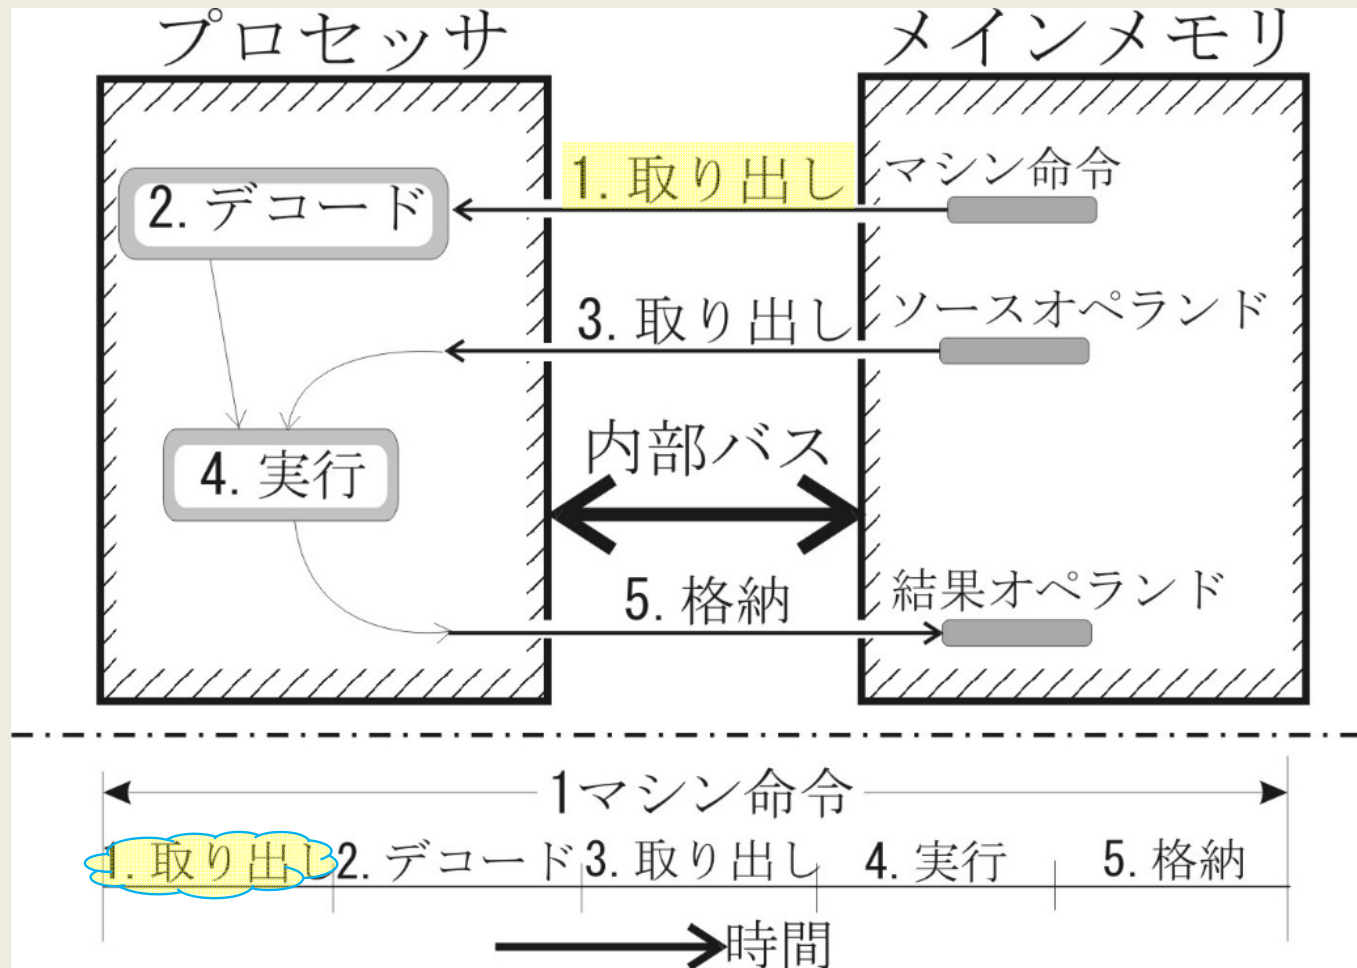 プロセッサ
メインメモリ
1. 取り出し
マシン命令
2. デコード
3. 取り出し
ソースオペランド
内部バス
4. 実行
5. 格納
結果オペランド
1マシン命令
1. 取り出し 2. デコード 3. 取り出し 4. 実行 5. 格納
時間